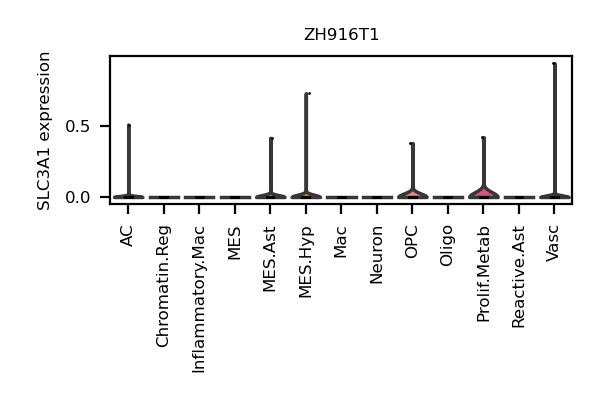 ZH916T1
SLC3A1 expression
0.5
0.0
AC
Chromatin.Reg
Inflammatory.Mac
MES
MES.Ast
MES.Hyp
Mac
Neuron
OPC
Oligo
Prolif.Metab
Reactive.Ast
Vasc